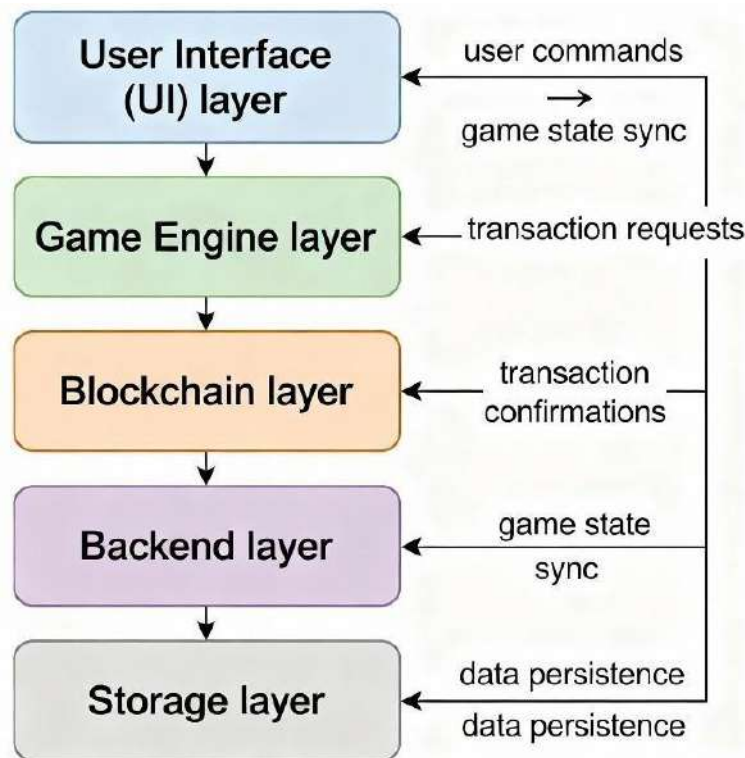 User Interface
(UI) layer
user commands
→
game state sync
Game Engine layer
transaction requests
Blockchain layer
transaction
confirmations
Backend layer
game state
sync
Storage layer
data persistence
data persistence